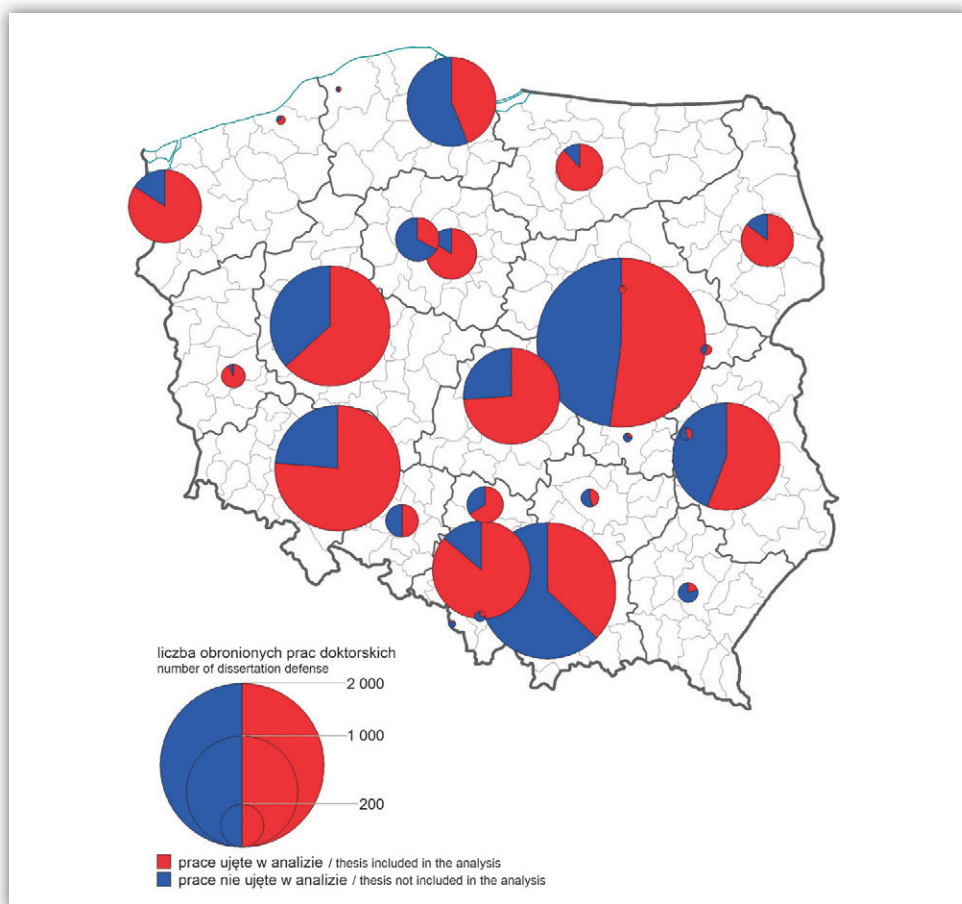 liczba obronionych prac doktorskich
number of dissertation defense
2 000
1 000
200
prace ujęte w analizie / thesis included in the analysis
prace nie ujęte w analizie / thesis not included in the analysis